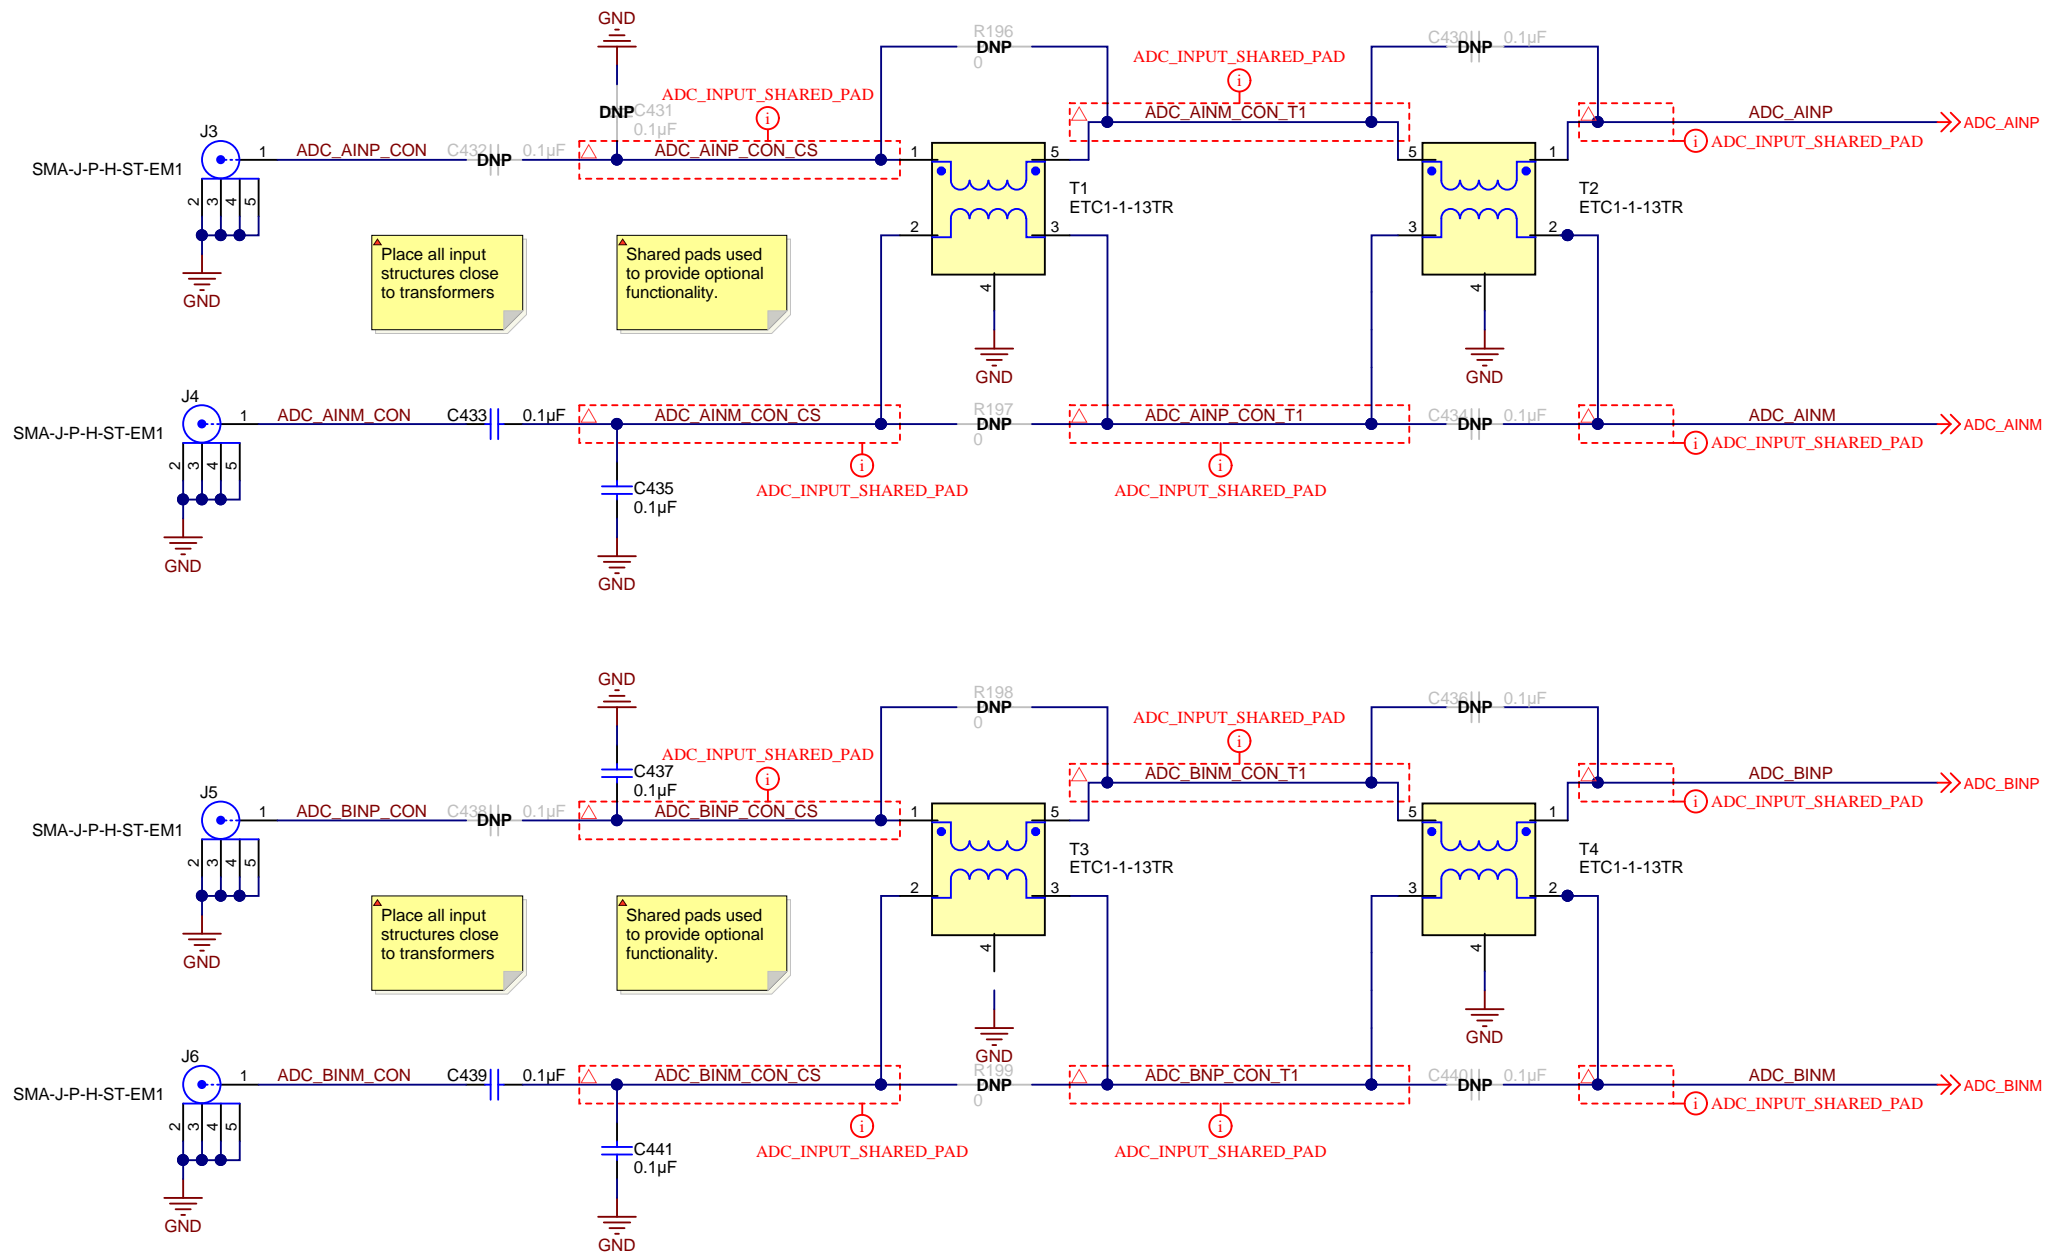 GND
R196
DNP
0
C430
DNP
0.1µF
ADC_INPUT_SHARED_PAD
i
ADC_INPUT_SHARED_PAD
i
DNP
C431
0.1µF
ADC_AINM_CON_T1
ADC_AINP
ADC_AINP
i
ADC_INPUT_SHARED_PAD
J3
SMA-J-P-H-ST-EM1
1
2
3
4
5
GND
ADC_AINP_CON
C432
DNP
0.1µF
ADC_AINP_CON_CS
1
5
2
3
4
T1
ETC1-1-13TR
GND
5
1
3
2
4
T2
ETC1-1-13TR
GND
Place all input
structures close
to transformers
Shared pads used
to provide optional
functionality.
J4
SMA-J-P-H-ST-EM1
1
2
3
4
5
GND
ADC_AINM_CON
C433
0.1µF
ADC_AINM_CON_CS
R197
DNP
0
ADC_AINP_CON_T1
C434
DNP
0.1µF
ADC_AINM
ADC_AINM
i
ADC_INPUT_SHARED_PAD
i
ADC_INPUT_SHARED_PAD
i
ADC_INPUT_SHARED_PAD
C435
0.1µF
GND
GND
R198
DNP
0
C436
DNP
0.1µF
ADC_INPUT_SHARED_PAD
i
ADC_INPUT_SHARED_PAD
i
C437
0.1µF
ADC_BINM_CON_T1
ADC_BINP
ADC_BINP
i
ADC_INPUT_SHARED_PAD
J5
SMA-J-P-H-ST-EM1
1
2
3
4
5
GND
ADC_BINP_CON
C438
DNP
0.1µF
ADC_BINP_CON_CS
1
5
2
3
4
T3
ETC1-1-13TR
GND
5
1
3
2
4
T4
ETC1-1-13TR
GND
Place all input
structures close
to transformers
Shared pads used
to provide optional
functionality.
J6
SMA-J-P-H-ST-EM1
1
2
3
4
5
GND
ADC_BINM_CON
C439
0.1µF
ADC_BINM_CON_CS
R199
DNP
0
ADC_BNP_CON_T1
C440
DNP
0.1µF
ADC_BINM
ADC_BINM
i
ADC_INPUT_SHARED_PAD
i
ADC_INPUT_SHARED_PAD
i
ADC_INPUT_SHARED_PAD
C441
0.1µF
GND